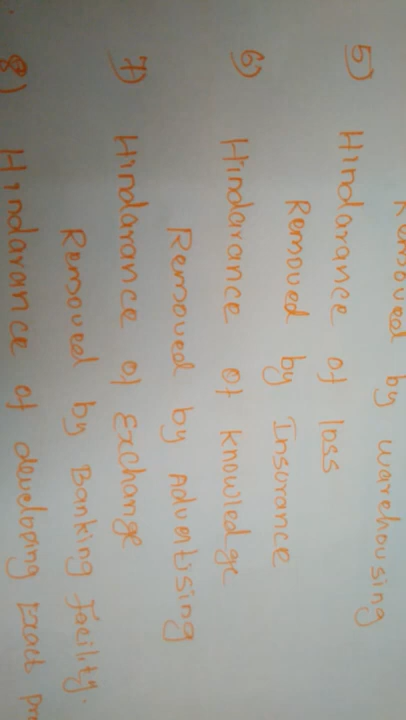 Removed by warehousing
5) Hindarance of loss
Removed by Insurance
6) Hindarance of knowledge
Removed by Advertising
7) Hindarance of Exchange
Removed by Banking facility.
8) Hindarance of developing Exact